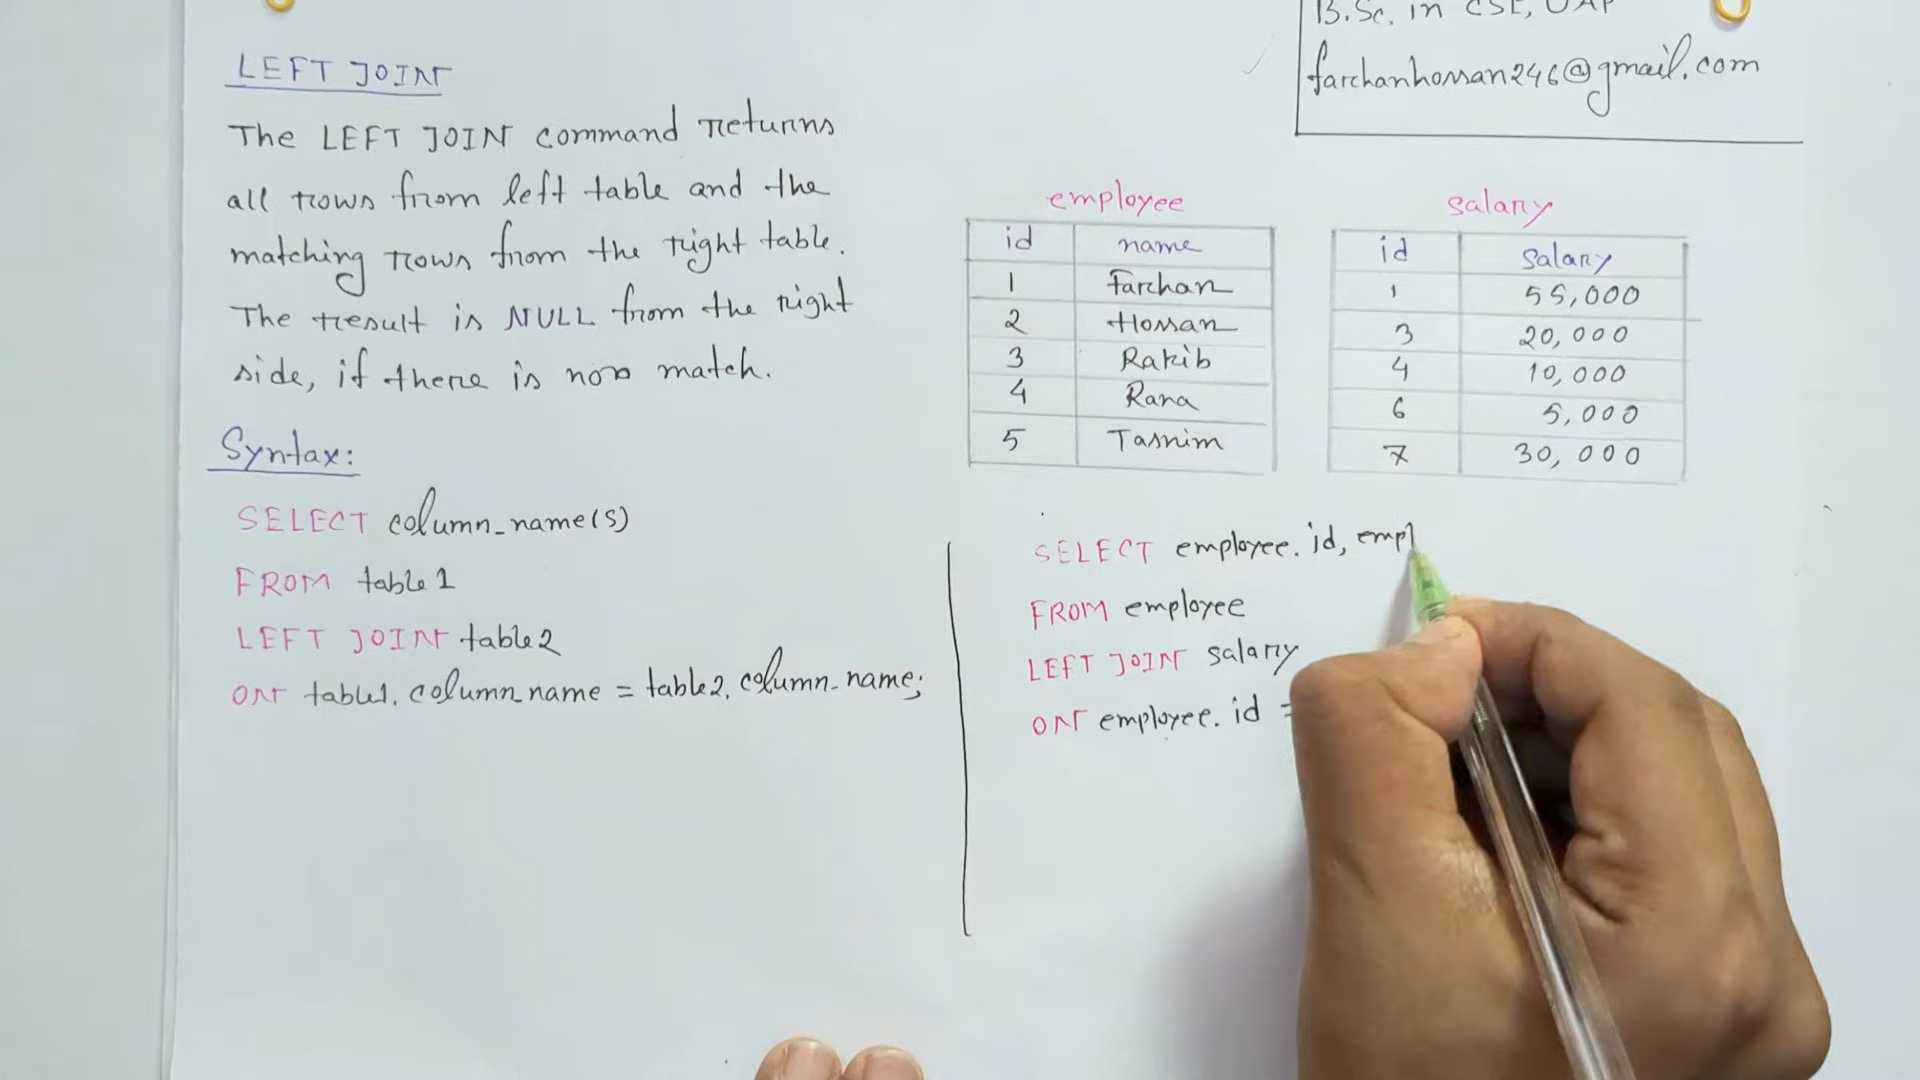 B.Sc. in CSE, UAP
farhanhossan246@gmail.com
LEFT JOIN
The LEFT JOIN command returns
all rows from left table and the
matching rows from the right table.
The result is NULL from the right
side, if there is no match.
employee
id name
1 Farhan
2 Hossan
3 Rakib
4 Rana
5 Tasnim
salary
id salary
1 55,000
3 20,000
4 10,000
6 5,000
7 30,000
Syntax:
SELECT column_name(s)
FROM table1
LEFT JOIN table2
ON table1.column_name = table2.column_name;
SELECT employee.id, empl
FROM employee
LEFT JOIN salary
ON employee.id =